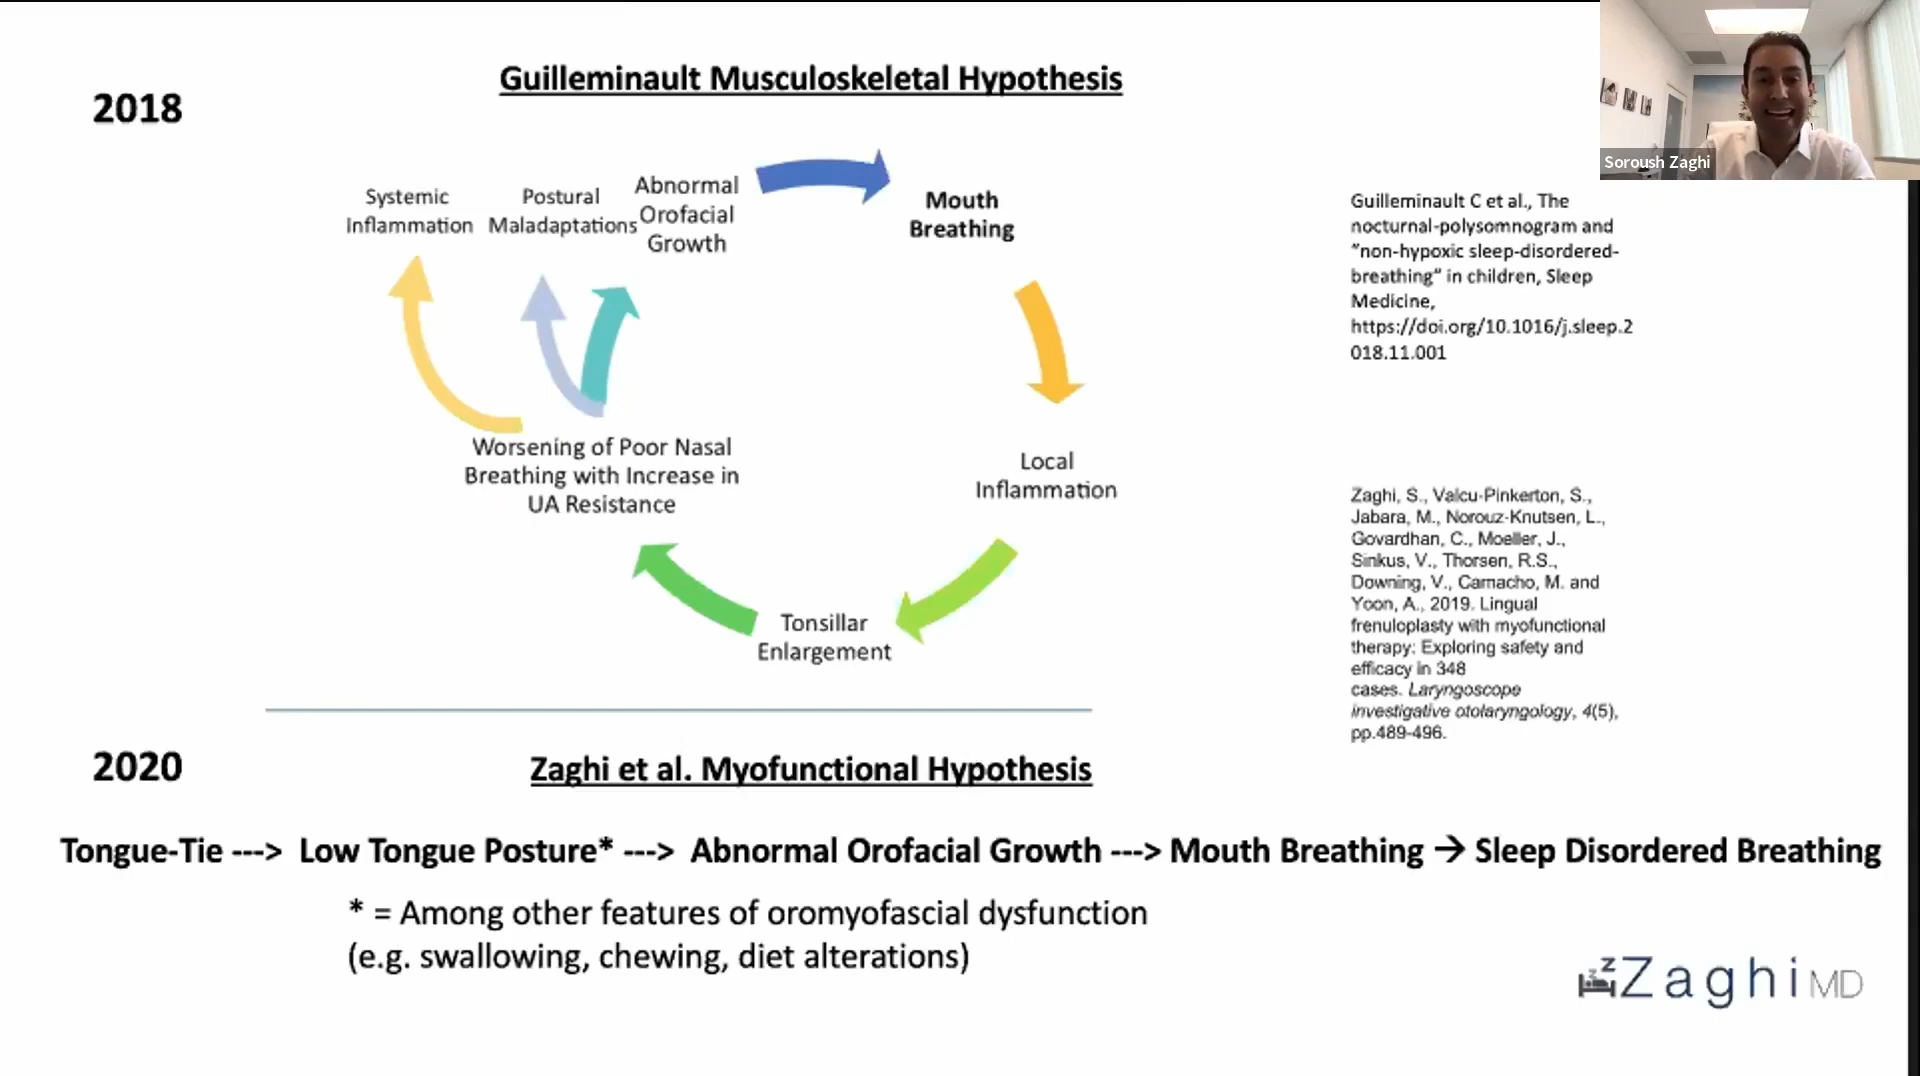 2018
Guilleminault Musculoskeletal Hypothesis
Systemic
Inflammation
Postural
Maladaptations
Abnormal
Orofacial
Growth
Mouth
Breathing
Local
Inflammation
Tonsillar
Enlargement
Worsening of Poor Nasal
Breathing with Increase in
UA Resistance
Soroush Zaghi
Guilleminault C et al., The
nocturnal-polysomnogram and
"non-hypoxic sleep-disordered-
breathing" in children, Sleep
Medicine,
https://doi.org/10.1016/j.sleep.2
018.11.001
Zaghi, S., Valcu-Pinkerton, S.,
Jabara, M., Norouz-Knutsen, L.,
Govardhan, C., Moeller, J.,
Sinkus, V., Thorsen, R.S.,
Downing, V., Camacho, M. and
Yoon, A., 2019. Lingual
frenuloplasty with myofunctional
therapy: Exploring safety and
efficacy in 348
cases. Laryngoscope
investigative otolaryngology, 4(5),
pp.489-496.
2020
Zaghi et al. Myofunctional Hypothesis
Tongue-Tie ---> Low Tongue Posture* ---> Abnormal Orofacial Growth ---> Mouth Breathing → Sleep Disordered Breathing
* = Among other features of oromyofascial dysfunction
(e.g. swallowing, chewing, diet alterations)
zzZ Zaghi MD